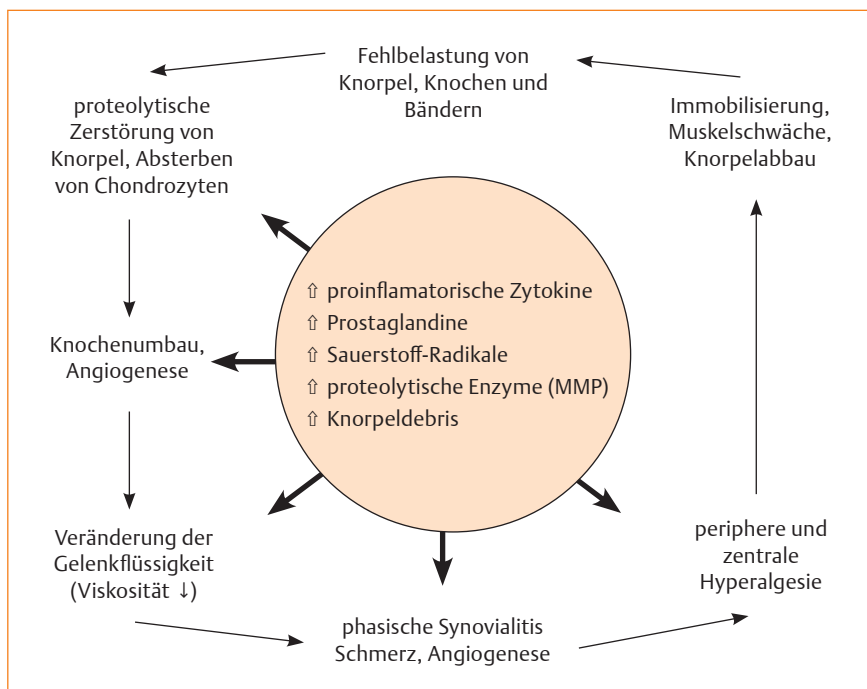 Fehlbelastung von
Knorpel, Knochen und
Bändern
proteolytische
Zerstörung von
Knorpel, Absterben
von Chondrozyten
Immobilisierung,
Muskelschwäche,
Knorpelabbau
⇧ proinflamatorische Zytokine
⇧ Prostaglandine
⇧ Sauerstoff-Radikale
⇧ proteolytische Enzyme (MMP)
⇧ Knorpeldebris
Knochenumbau,
Angiogenese
Veränderung der
Gelenkflüssigkeit
(Viskosität ↓)
phasische Synovialitis
Schmerz, Angiogenese
periphere und
zentrale
Hyperalgesie